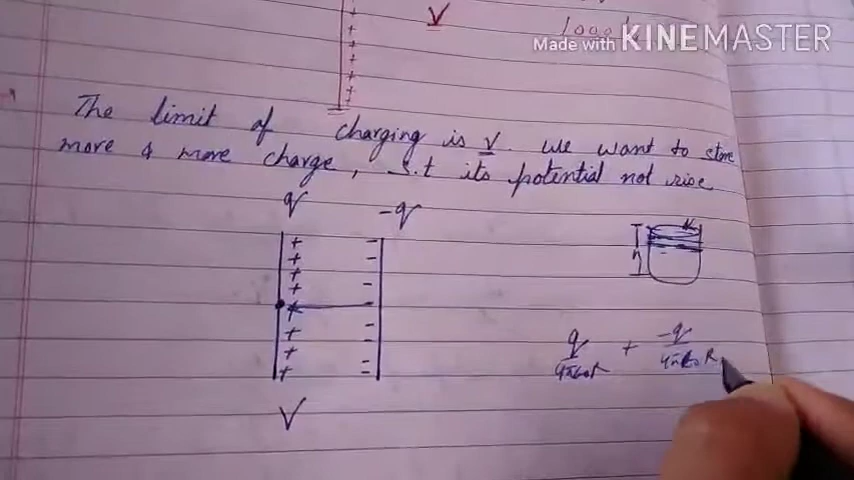 V
Made with KINEMASTER
The limit of charging is V. We want to store
more & more charge, s.t its potential not rise
q -q
h
q/4πε₀r + -q/4πε₀R
V